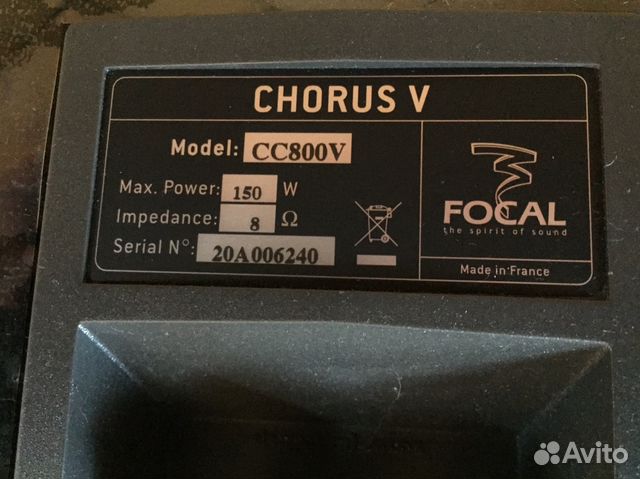 CHORUS V
Model: CC800V
Max. Power: 150 W
Impedance: 8 Ω
Serial N°: 20A006240
FOCAL
the spirit of sound
Made in France
Avito